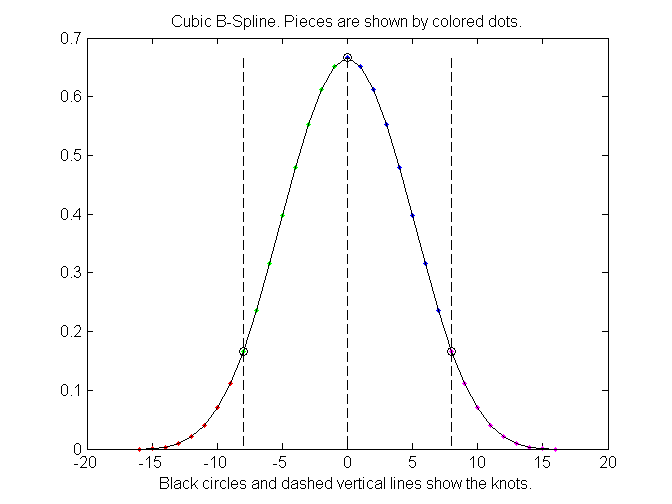 Cubic B-Spline. Pieces are shown by colored dots.
0.7
0.6
0.5
0.4
0.3
0.2
0.1
0
-20 -15 -10 -5 0 5 10 15 20
Black circles and dashed vertical lines show the knots.